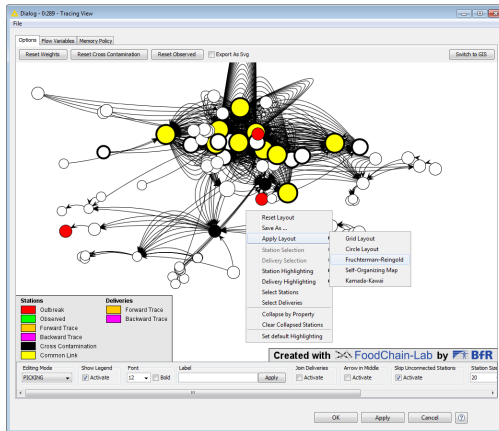 Dialog - 0:289 - Tracing View
File
Options Flow Variables Memory Policy
Reset Weights Reset Cross Contamination Reset Observed Export As Svg Switch to GIS
Reset Layout
Save As ...
Apply Layout
Station Selection
Delivery Selection
Station Highlighting
Delivery Highlighting
Select Stations
Select Deliveries
Collapse by Property
Clear Collapsed Stations
Set default Highlighting
Grid Layout
Circle Layout
Fruchterman-Reingold
Self-Organizing Map
Kamada-Kawai
Stations Deliveries
Outbreak Forward Trace
Observed Backward Trace
Forward Trace
Backward Trace
Cross Contamination
Common Link
Created with FoodChain-Lab by BfR
Editing Mode Show Legend Font Label Join Deliveries Arrow in Middle Skip Unconnected Stations Station Size
PICKING Activate 12 Bold Apply Activate Activate Activate 20
OK Apply Cancel ?